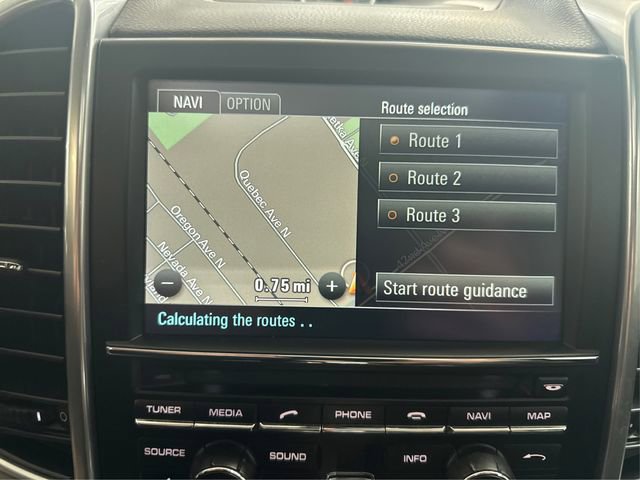 NAVI OPTION
Route selection
Route 1
Route 2
Route 3
Start route guidance
Quebec Ave N
Oregon Ave N
Nevada Ave N
Ave N
0.75 mi
− +
Calculating the routes . .
TUNER MEDIA PHONE NAVI MAP
SOURCE SOUND INFO